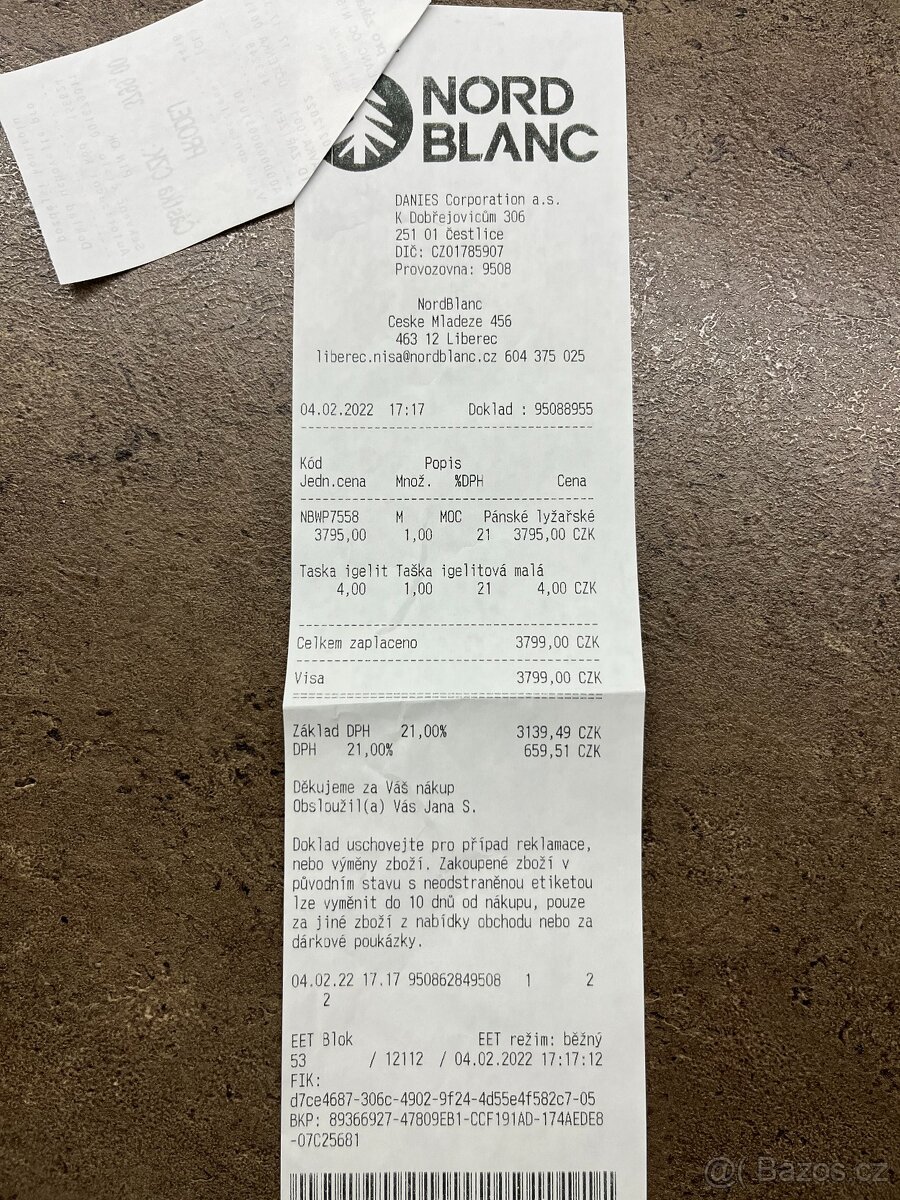 NORD
BLANC
DANIES Corporation a.s.
K Dobřejovicům 306
251 01 Čestlice
DIČ: CZ01785907
Provozovna: 9508
NordBlanc
Ceske Mladeze 456
463 12 Liberec
liberec.nisa@nordblanc.cz 604 375 025
04.02.2022 17:17 Doklad : 95088955
Kód Popis
Jedn.cena Množ. %DPH Cena
NBWP7558 M MOC Pánské lyžařské
3795,00 1,00 21 3795,00 CZK
Taska igelit Taška igelitová malá
4,00 1,00 21 4,00 CZK
Celkem zaplaceno 3799,00 CZK
Visa 3799,00 CZK
Základ DPH 21,00% 3139,49 CZK
DPH 21,00% 659,51 CZK
Děkujeme za Váš nákup
Obsloužil(a) Vás Jana S.
Doklad uschovejte pro případ reklamace,
nebo výměny zboží. Zakoupené zboží v
původním stavu s neodstraněnou etiketou
lze vyměnit do 10 dnů od nákupu, pouze
za jiné zboží z nabídky obchodu nebo za
dárkové poukázky.
04.02.22 17.17 950862849508 1 2
2
EET Blok EET režim: běžný
53 / 12112 / 04.02.2022 17:17:12
FIK:
d7ce4687-306c-4902-9f24-4d55e4f582c7-05
BKP: 89366927-47809EB1-CCF191AD-174AEDE8
-07C25681
PRODEJ
Částka CZK: 3799,00
@( Bazoš.cz